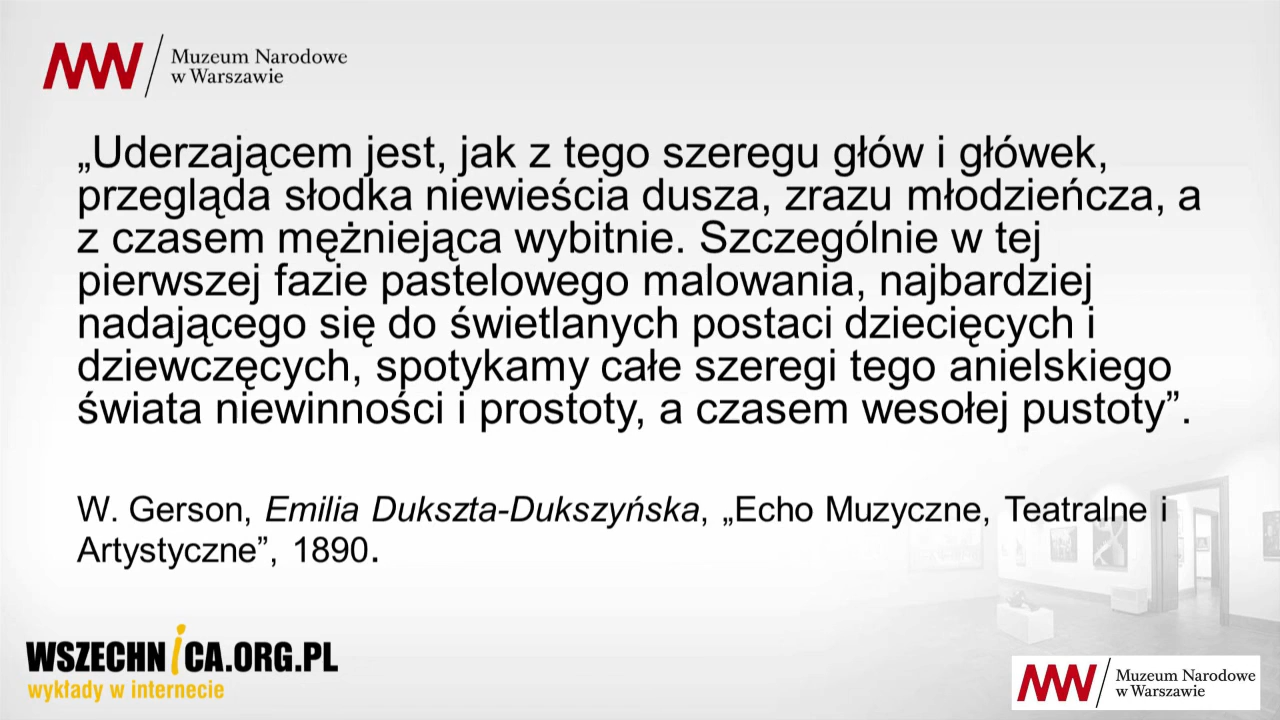 Muzeum Narodowe
w Warszawie
„Uderzającem jest, jak z tego szeregu głów i główek,
przegląda słodka niewieścia dusza, zrazu młodzieńcza, a
z czasem mężniejąca wybitnie. Szczególnie w tej
pierwszej fazie pastelowego malowania, najbardziej
nadającego się do świetlanych postaci dziecięcych i
dziewczęcych, spotykamy całe szeregi tego anielskiego
świata niewinności i prostoty, a czasem wesołej pustoty”.
W. Gerson, Emilia Dukszta-Dukszyńska, „Echo Muzyczne, Teatralne i
Artystyczne”, 1890.
WSZECHNiCA.ORG.PL
wykłady w internecie
Muzeum Narodowe
w Warszawie